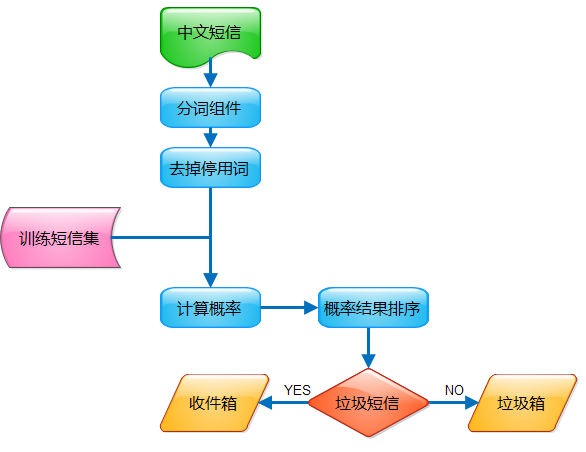 中文短信
分词组件
去掉停用词
训练短信集
计算概率
概率结果排序
收件箱
YES
垃圾短信
NO
垃圾箱